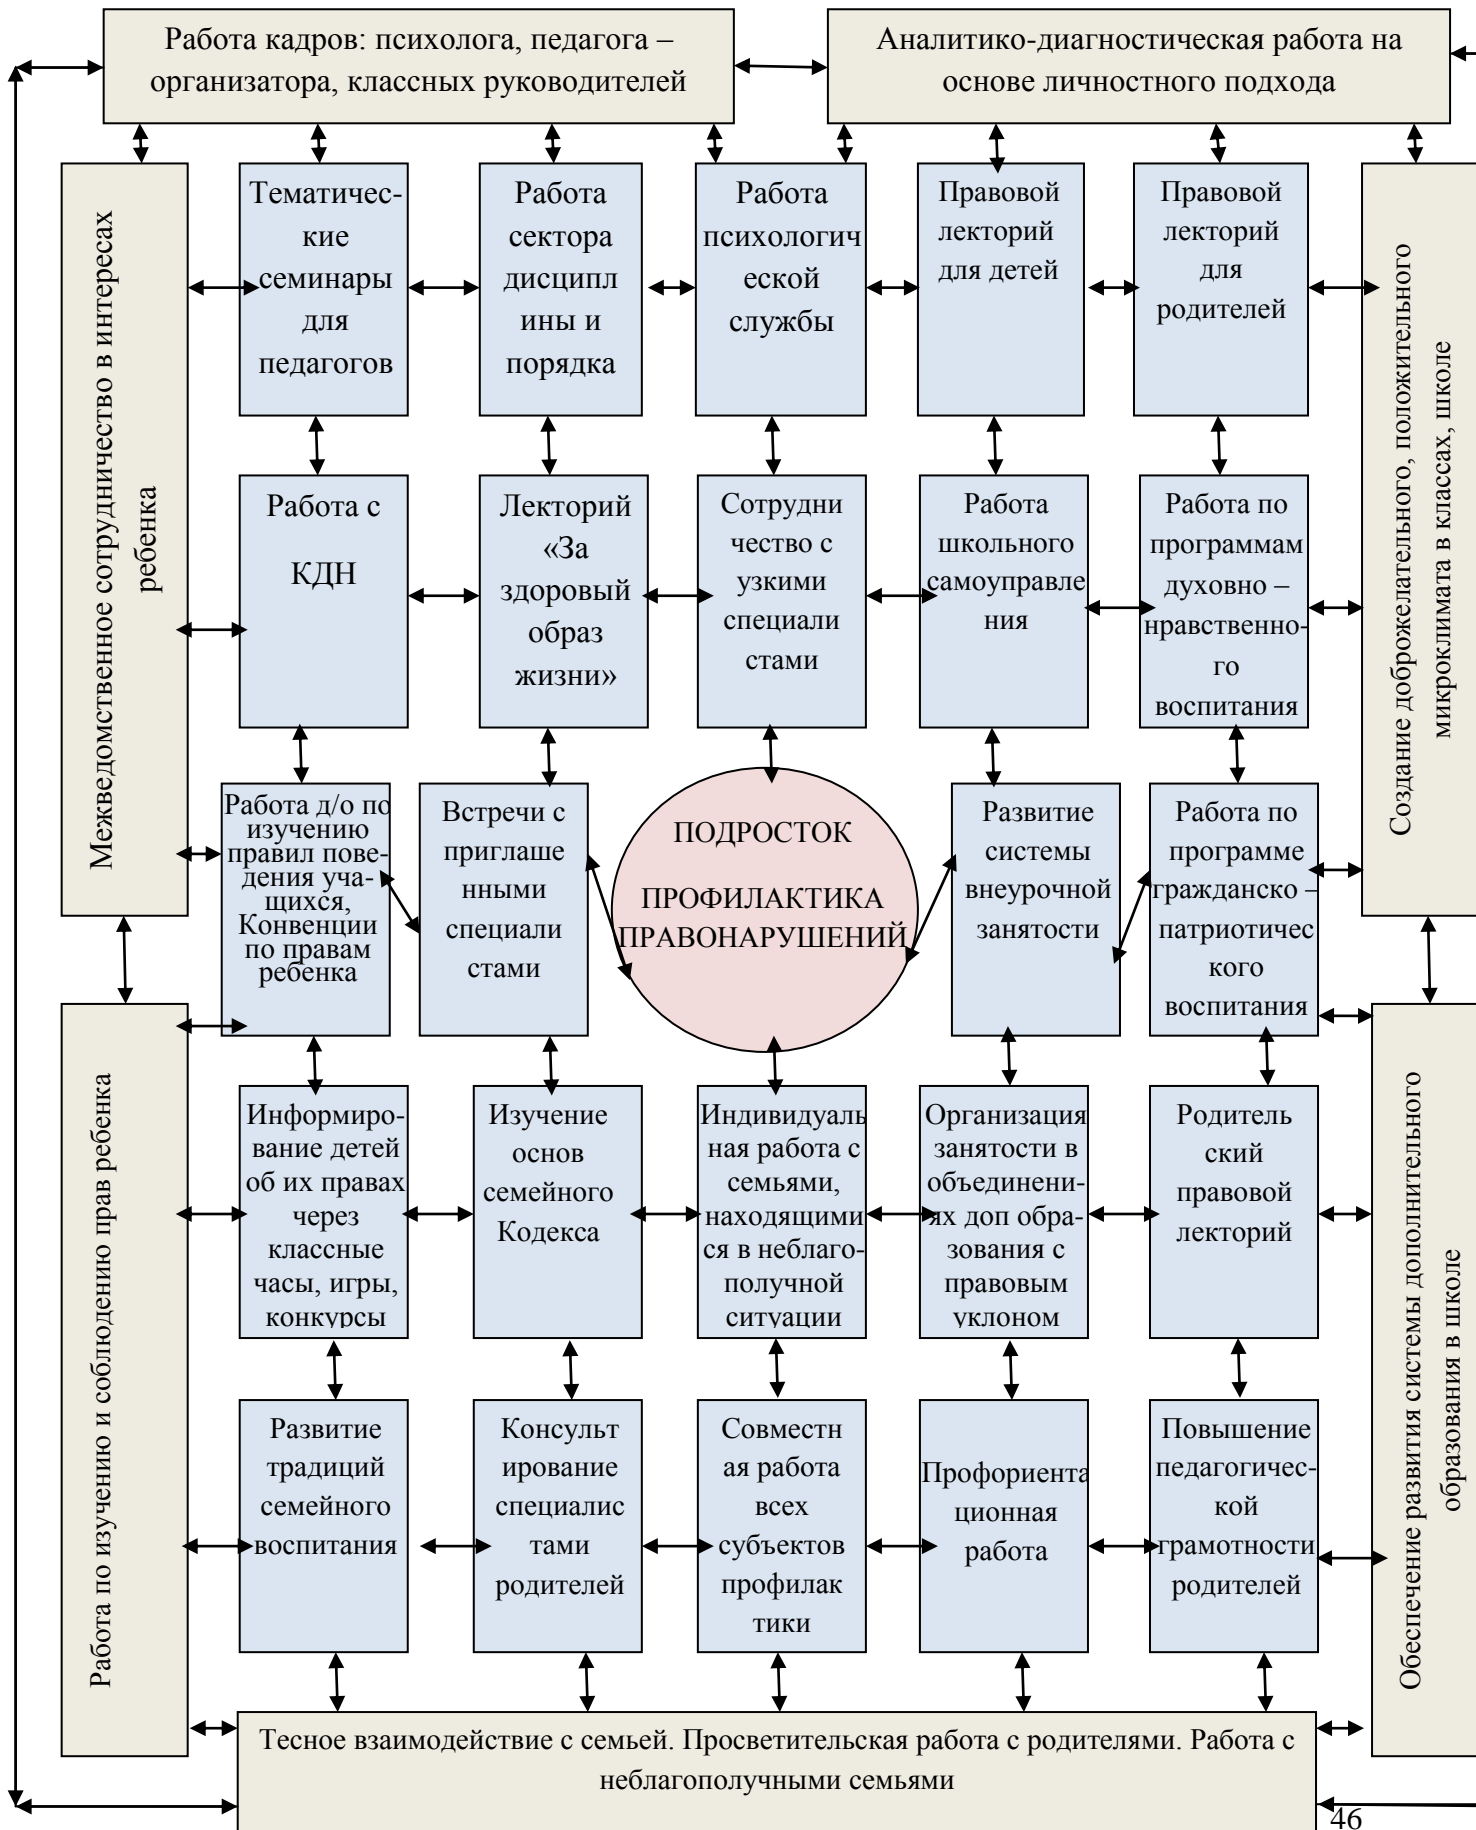 Работа кадров: психолога, педагога –
организатора, классных руководителей
Аналитико-диагностическая работа на
основе личностного подхода
Межведомственное сотрудничество в интересах
ребенка
Тематичес-
кие
семинары
для
педагогов
Работа
сектора
дисципл
ины и
порядка
Работа
психологич
еской
службы
Правовой
лекторий
для детей
Правовой
лекторий
для
родителей
Создание доброжелательного, положительного
микроклимата в классах, школе
Работа с
КДН
Лекторий
«За
здоровый
образ
жизни»
Сотрудни
чество с
узкими
специали
стами
Работа
школьного
самоуправле
ния
Работа по
программам
духовно –
нравственно-
го
воспитания
Работа д/о по
изучению
правил пове-
дения уча-
щихся,
Конвенции
по правам
ребенка
Встречи с
приглаше
нными
специали
стами
ПОДРОСТОК
ПРОФИЛАКТИКА
ПРАВОНАРУШЕНИЙ
Развитие
системы
внеурочной
занятости
Работа по
программе
гражданско –
патриотичес
кого
воспитания
Работа по изучению и соблюдению прав ребенка
Информиро-
вание детей
об их правах
через
классные
часы, игры,
конкурсы
Изучение
основ
семейного
Кодекса
Индивидуаль
ная работа с
семьями,
находящими
ся в неблаго-
получной
ситуации
Организация
занятости в
объединени-
ях доп обра-
зования с
правовым
уклоном
Родитель
ский
правовой
лекторий
Обеспечение развития системы дополнительного
образования в школе
Развитие
традиций
семейного
воспитания
Консульт
ирование
специалис
тами
родителей
Совместн
ая работа
всех
субъектов
профилак
тики
Профориента
ционная
работа
Повышение
педагогичес-
кой
грамотности
родителей
Тесное взаимодействие с семьей. Просветительская работа с родителями. Работа с
неблагополучными семьями
46